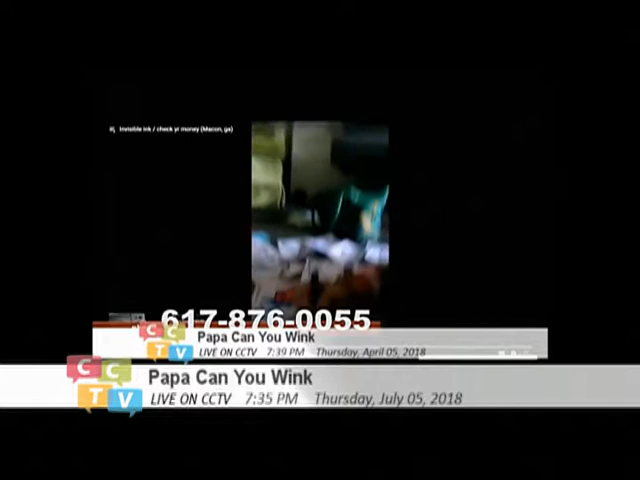 Invisible ink / check yr money (Macon, ga)
617-876-0055
CCTV
Papa Can You Wink
LIVE ON CCTV 7:39 PM Thursday, April 05, 2018
CCTV
Papa Can You Wink
LIVE ON CCTV 7:35 PM Thursday, July 05, 2018